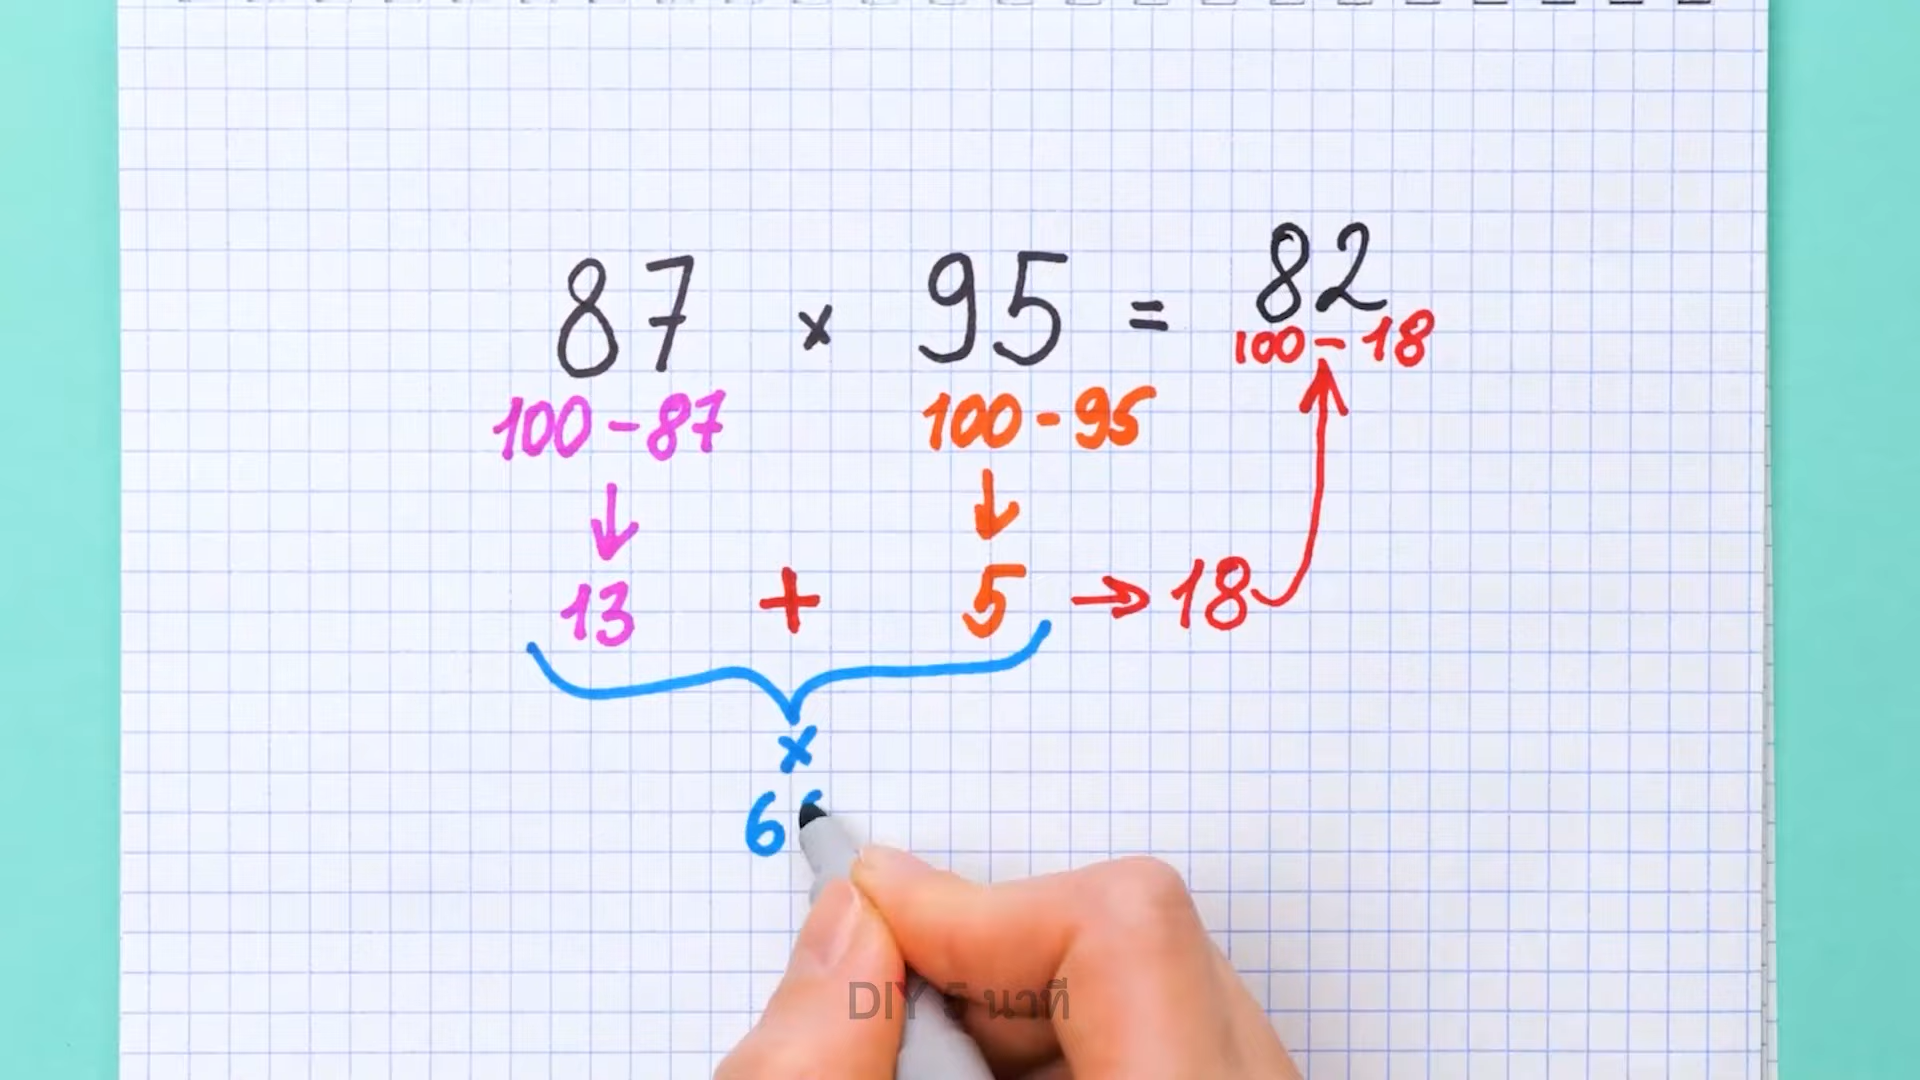 87 × 95 = 82
100-18
100-87 100-95
↓ ↓
13 + 5 → 18
×
6
DIY 5 นาที